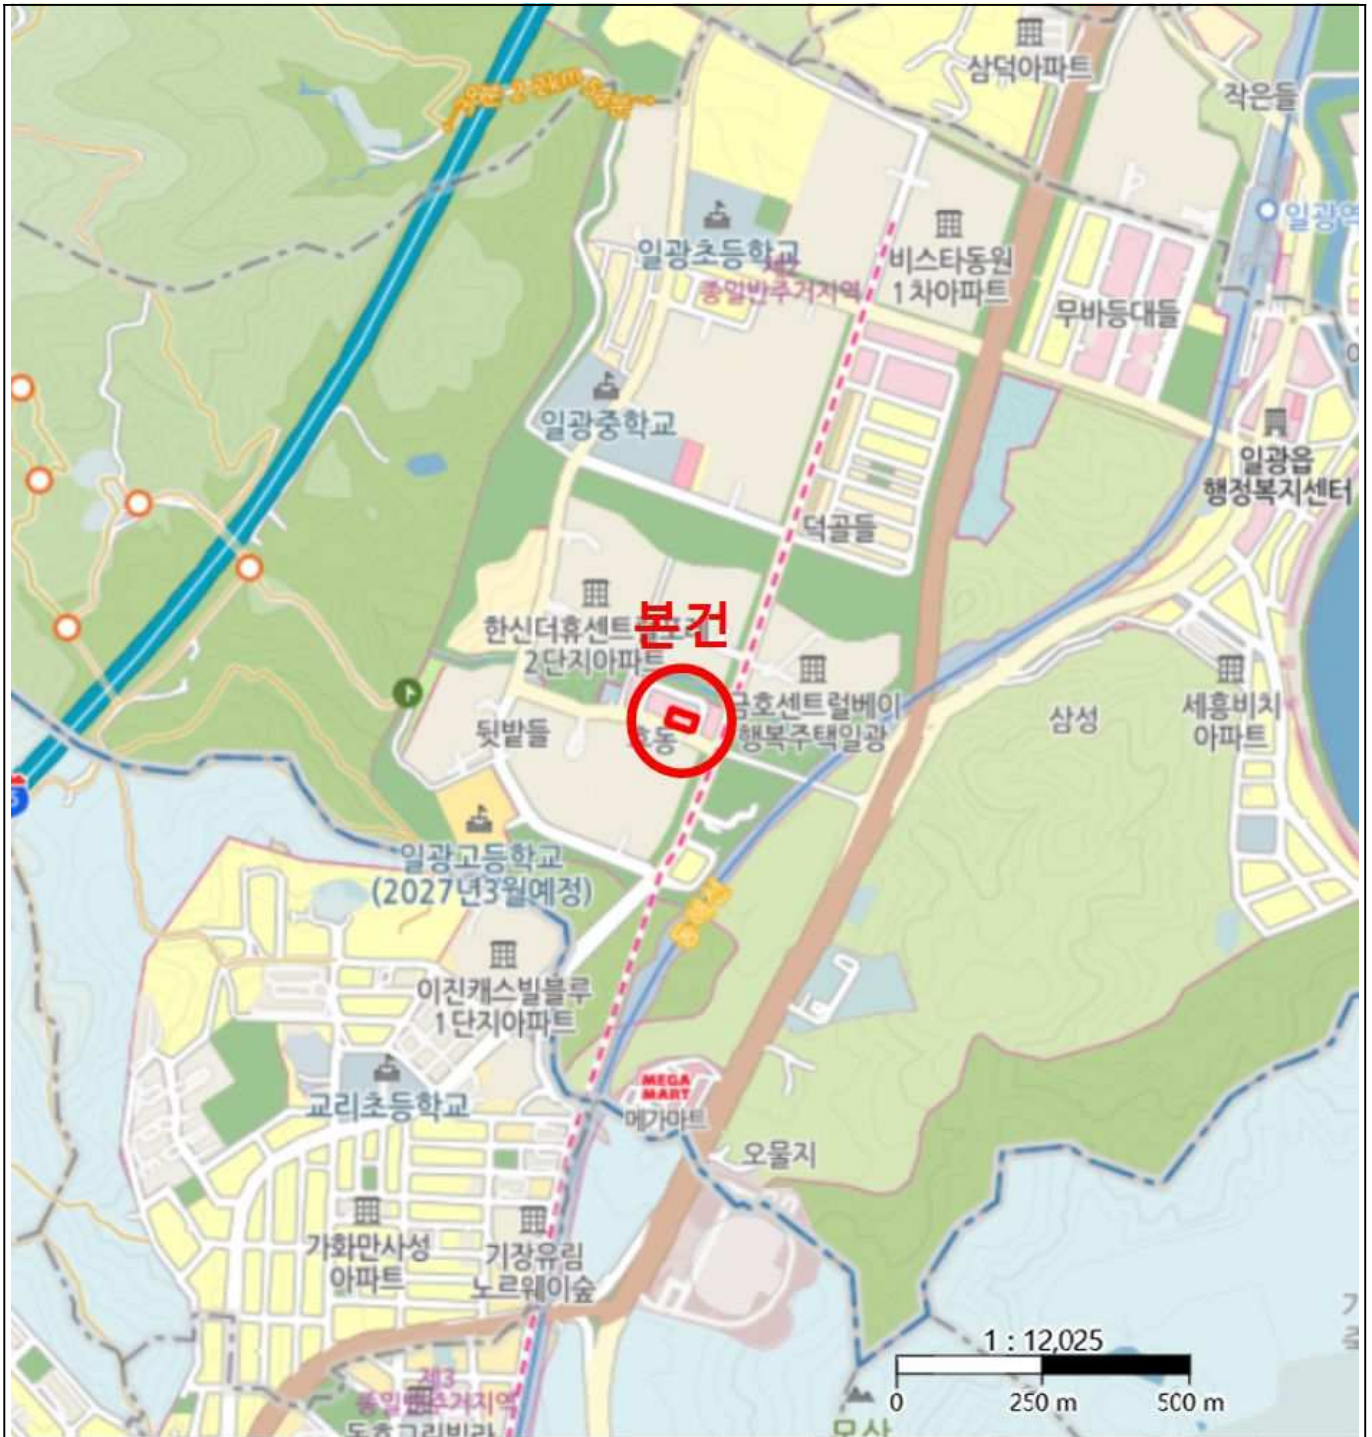 삼덕아파트
작은들
일광역
일광초등학교
종일반주거지역
비스타동원
1차아파트
무바등대들
일광중학교
일광읍
행정복지센터
덕골들
본건
한신더휴센트럴포레
2단지아파트
금호센트럴베이
행복주택일광
호동
뒷밭들
삼성
세흥비치
아파트
일광고등학교
(2027년3월예정)
이진캐스빌블루
1단지아파트
교리초등학교
MEGA
MART
메가마트
오물지
가화만사성
아파트
기장유림
노르웨이숲
제3
종일반주거지역
1 : 12,025
0 250 m 500 m